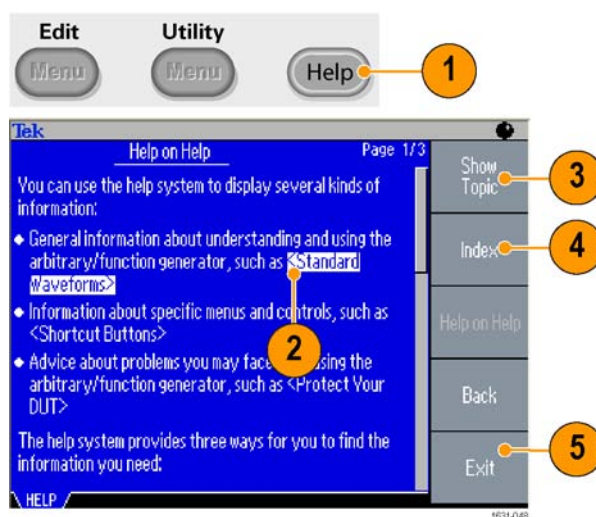 Edit
Utility
Menu
Menu
Help
1
Tek
Help on Help
Page 1/3
You can use the help system to display several kinds of
information:
◆ General information about understanding and using the
arbitrary/function generator, such as <Standard
Waveforms>
◆ Information about specific menus and controls, such as
<Shortcut Buttons>
◆ Advice about problems you may face using the
arbitrary/function generator, such as <Protect Your
DUT>
The help system provides three ways for you to find the
information you need:
HELP
Show
Topic
Index
Help on Help
Back
Exit
2
3
4
5
1631-048